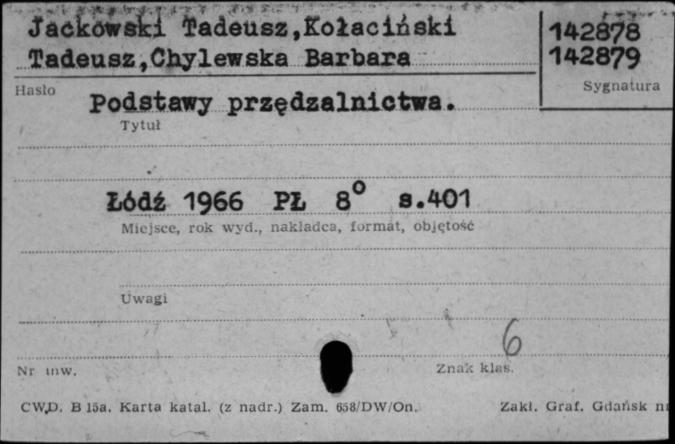 Jackowski Tadeusz,Kołaciński
Tadeusz,Chylewska Barbara
142878
142879
Hasło
Sygnatura
Podstawy przędzalnictwa.
Tytuł
Łódź 1966 PŁ 8° s.401
Miejsce, rok wyd., nakładca, format, objętość
Uwagi
6
Nr inw.
Znak klas.
CWD. B 15a. Karta katal. (z nadr.) Zam. 658/DW/On.
Zakł. Graf. Gdańsk